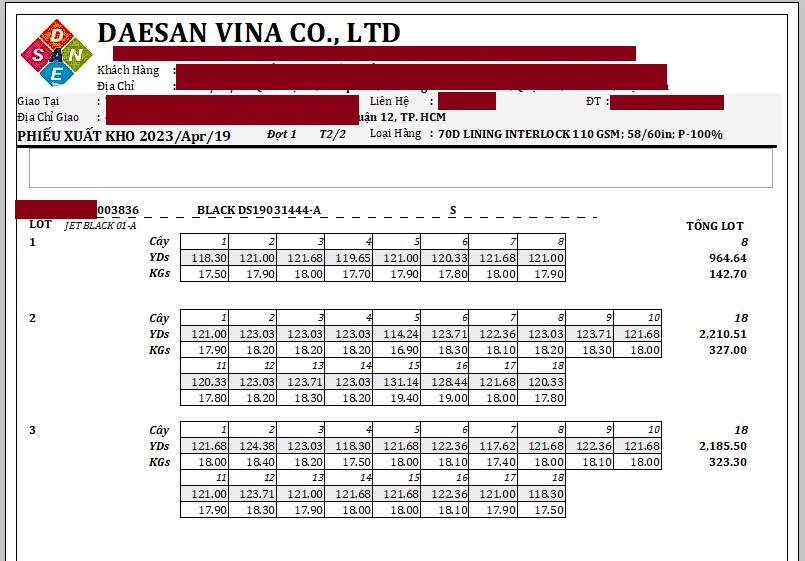 D
SAN
E
DAESAN VINA CO., LTD
Khách Hàng :
Địa Chỉ :
Giao Tại : Liên Hệ : ĐT :
Địa Chỉ Giao : uận 12, TP. HCM
PHIẾU XUẤT KHO 2023/Apr/19 Đợt 1 T2/2 Loại Hàng : 70D LINING INTERLOCK 110 GSM; 58/60in; P-100%
003836 BLACK DS19031444-A S
LOT JET BLACK 01-A TỔNG LOT
1 Cây 1 2 3 4 5 6 7 8 8
YDs 118.30 121.00 121.68 119.65 121.00 120.33 121.68 121.00 964.64
KGs 17.50 17.90 18.00 17.70 17.90 17.80 18.00 17.90 142.70
2 Cây 1 2 3 4 5 6 7 8 9 10 18
YDs 121.00 123.03 123.03 123.03 114.24 123.71 122.36 123.03 123.71 121.68 2,210.51
KGs 17.90 18.20 18.20 18.20 16.90 18.30 18.10 18.20 18.30 18.00 327.00
11 12 13 14 15 16 17 18
120.33 123.03 123.71 123.03 131.14 128.44 121.68 120.33
17.80 18.20 18.30 18.20 19.40 19.00 18.00 17.80
3 Cây 1 2 3 4 5 6 7 8 9 10 18
YDs 121.68 124.38 123.03 118.30 121.68 122.36 117.62 121.68 122.36 121.68 2,185.50
KGs 18.00 18.40 18.20 17.50 18.00 18.10 17.40 18.00 18.10 18.00 323.30
11 12 13 14 15 16 17 18
121.00 123.71 121.00 121.68 121.68 122.36 121.00 118.30
17.90 18.30 17.90 18.00 18.00 18.10 17.90 17.50